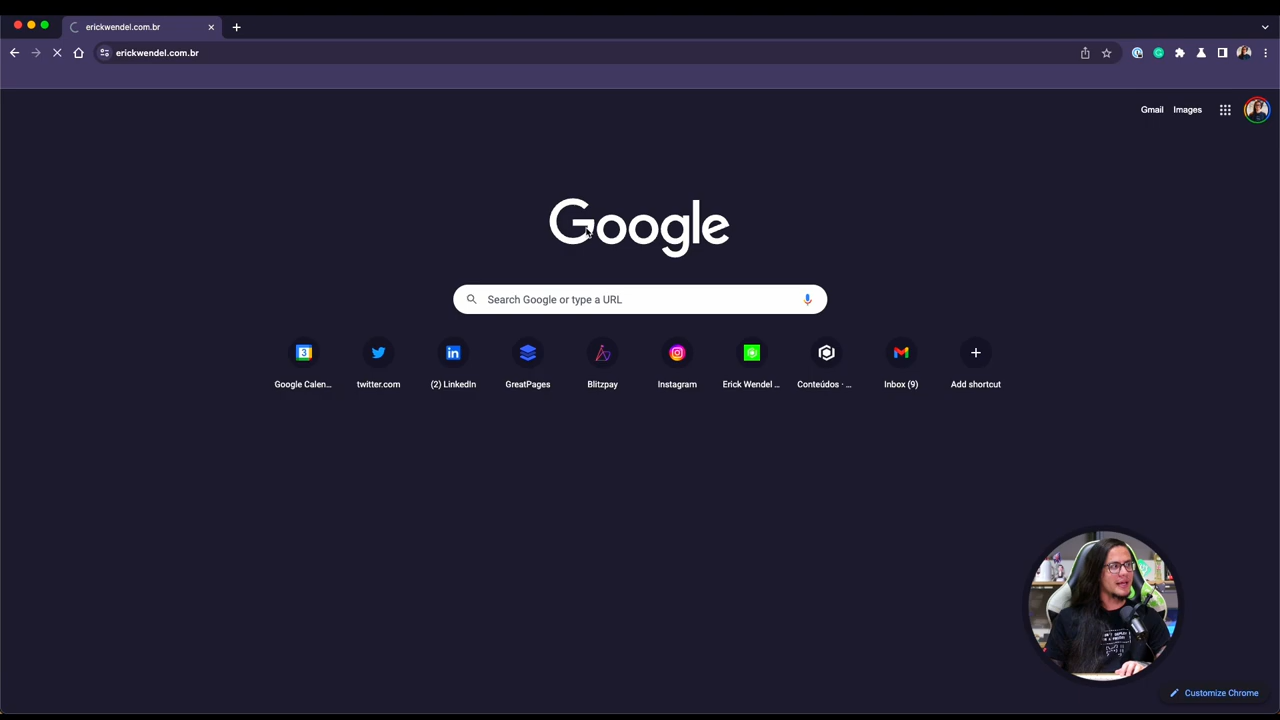 erickwendel.com.br
erickwendel.com.br
Gmail Images
Google
Search Google or type a URL
3
Google Calen... twitter.com (2) LinkedIn GreatPages Blitzpay Instagram Erick Wendel ... Conteúdos · ... Inbox (9) Add shortcut
Customize Chrome